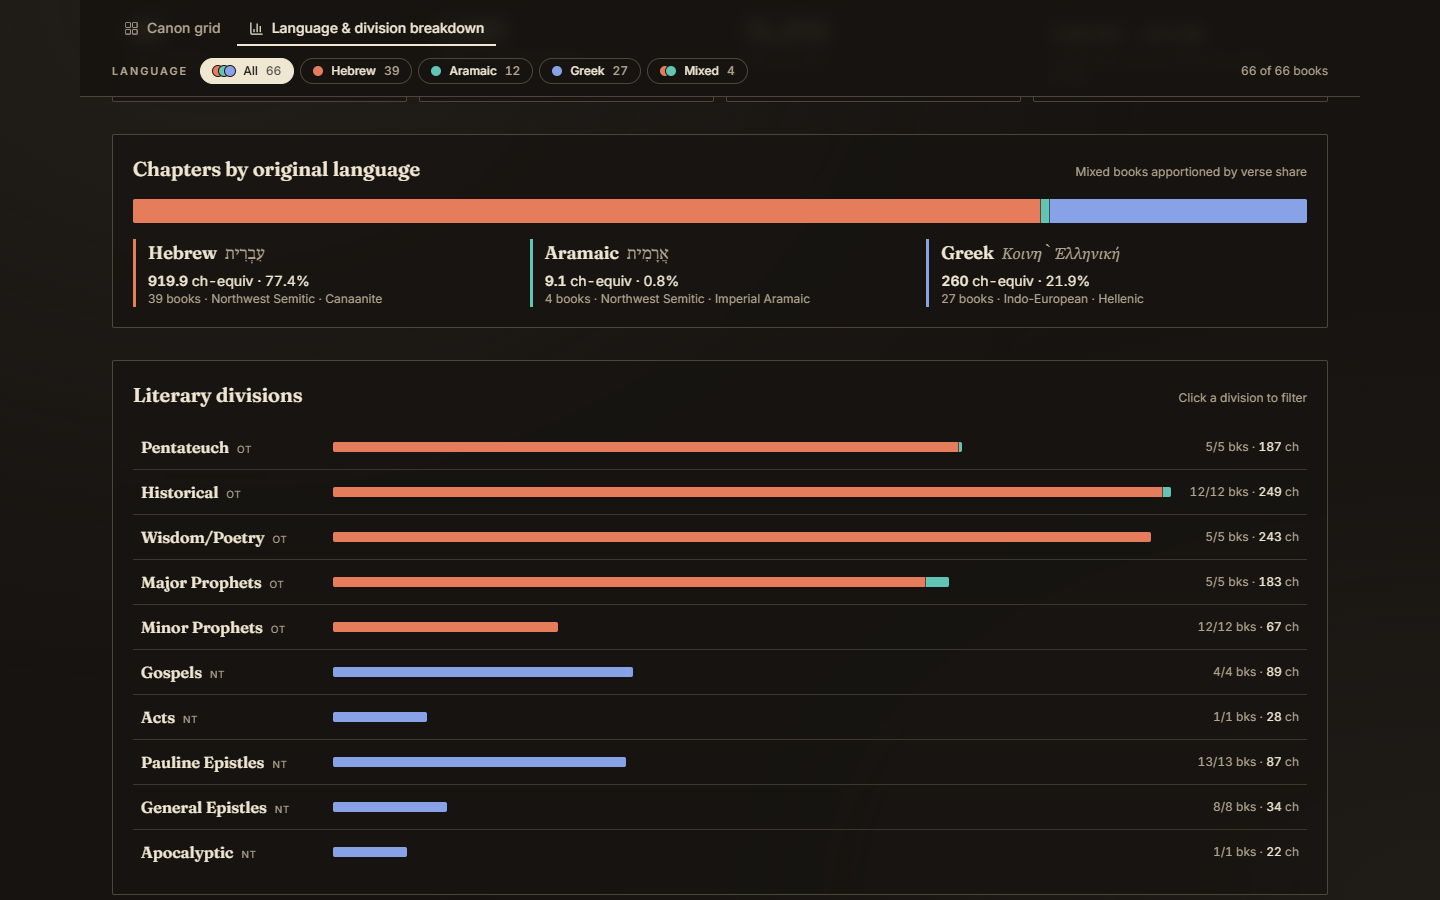 Canon grid
Language & division breakdown
LANGUAGE
All 66
Hebrew 39
Aramaic 12
Greek 27
Mixed 4
66 of 66 books
Chapters by original language
Mixed books apportioned by verse share
Hebrew עִבְרִית
919.9 ch-equiv · 77.4%
39 books · Northwest Semitic · Canaanite
Aramaic אֲרָמִית
9.1 ch-equiv · 0.8%
4 books · Northwest Semitic · Imperial Aramaic
Greek Κοινὴ Ἑλληνική
260 ch-equiv · 21.9%
27 books · Indo-European · Hellenic
Literary divisions
Click a division to filter
Pentateuch OT 5/5 bks · 187 ch
Historical OT 12/12 bks · 249 ch
Wisdom/Poetry OT 5/5 bks · 243 ch
Major Prophets OT 5/5 bks · 183 ch
Minor Prophets OT 12/12 bks · 67 ch
Gospels NT 4/4 bks · 89 ch
Acts NT 1/1 bks · 28 ch
Pauline Epistles NT 13/13 bks · 87 ch
General Epistles NT 8/8 bks · 34 ch
Apocalyptic NT 1/1 bks · 22 ch